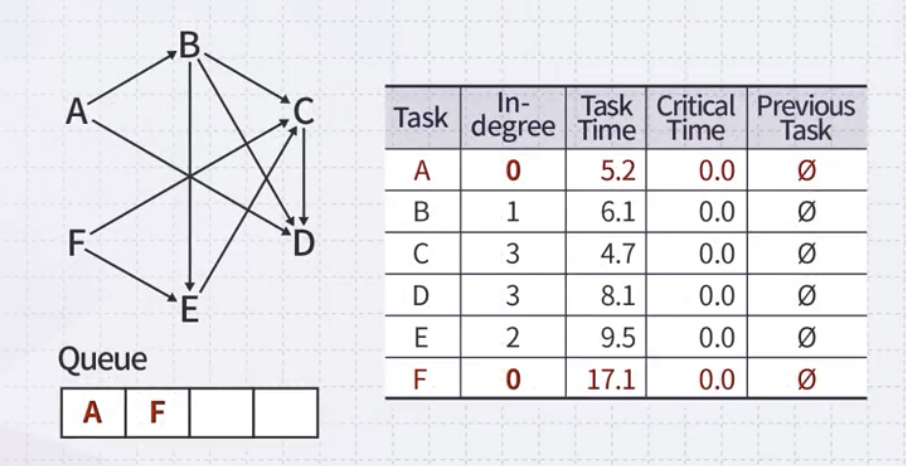 B
A
C
F
D
E
Queue
A F
Task In-degree Task Time Critical Time Previous Task
A 0 5.2 0.0 Ø
B 1 6.1 0.0 Ø
C 3 4.7 0.0 Ø
D 3 8.1 0.0 Ø
E 2 9.5 0.0 Ø
F 0 17.1 0.0 Ø